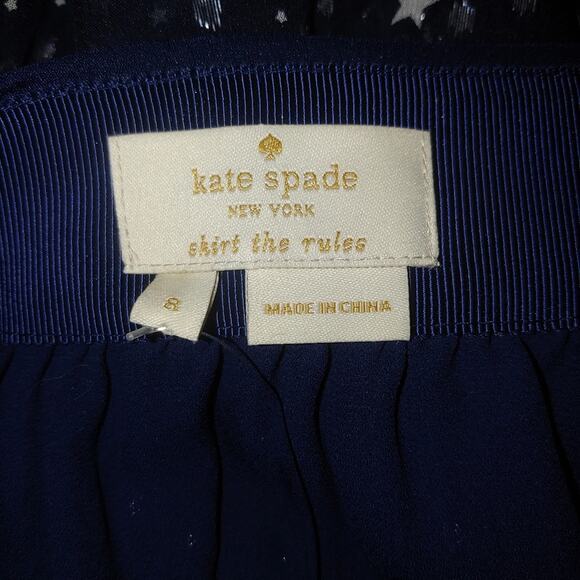 kate spade
NEW YORK
skirt the rules
8
MADE IN CHINA